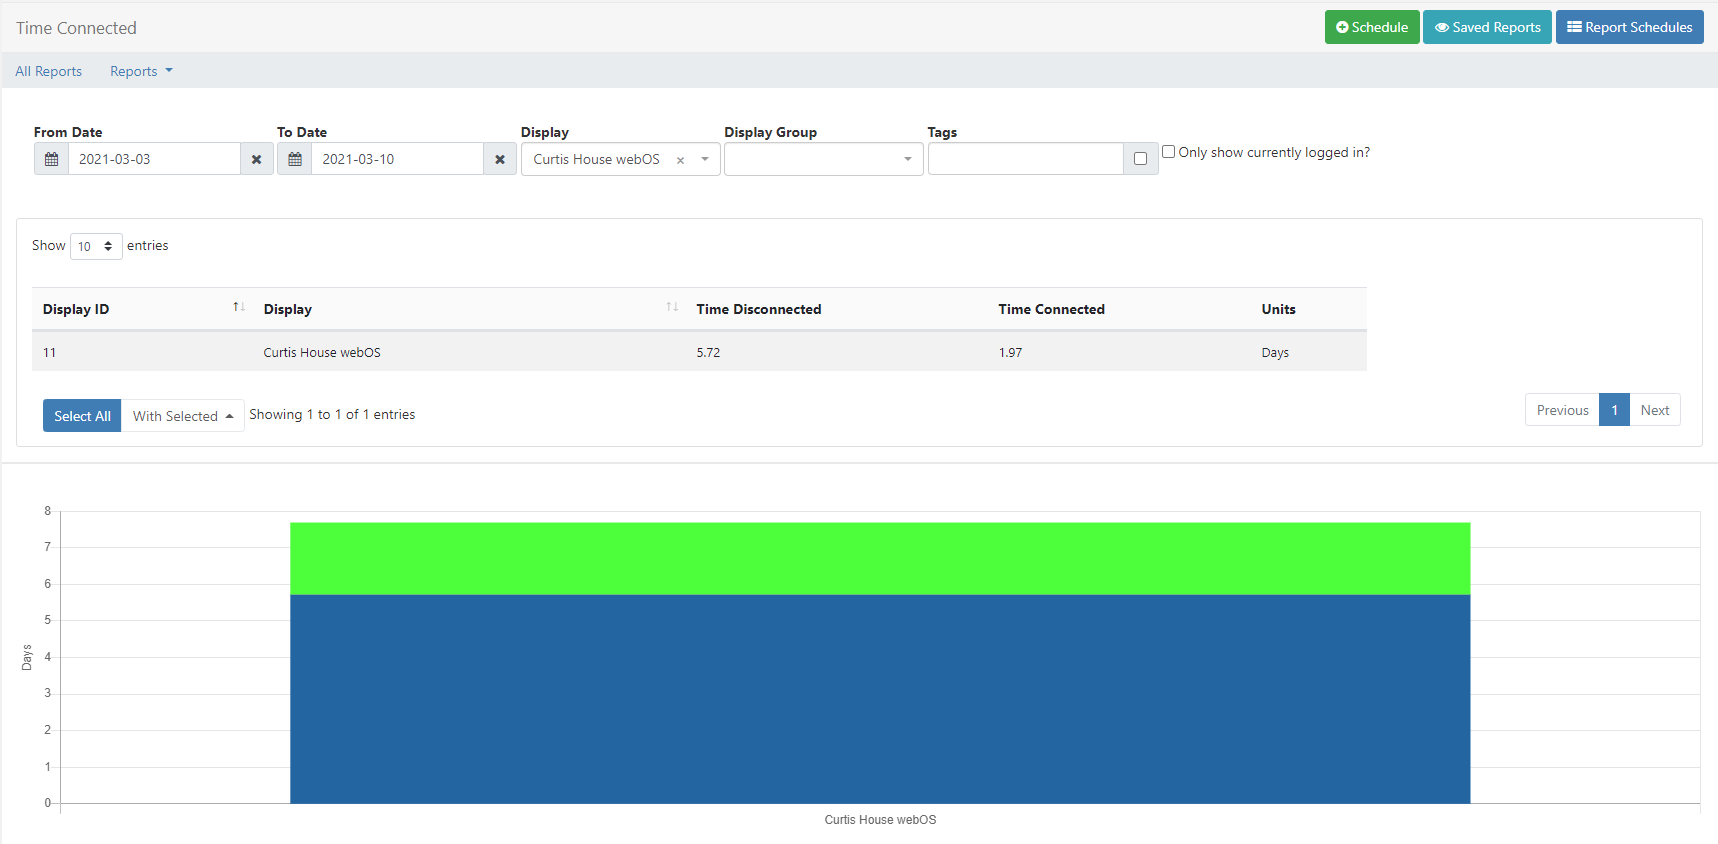 Time Connected
Schedule
Saved Reports
Report Schedules
All Reports
Reports
From Date
To Date
Display
Display Group
Tags
2021-03-03
2021-03-10
Curtis House webOS
Only show currently logged in?
Show 10 entries
Display ID Display Time Disconnected Time Connected Units
11 Curtis House webOS 5.72 1.97 Days
Select All
With Selected
Showing 1 to 1 of 1 entries
Previous 1 Next
8
7
6
5
4
3
2
1
0
Days
Curtis House webOS